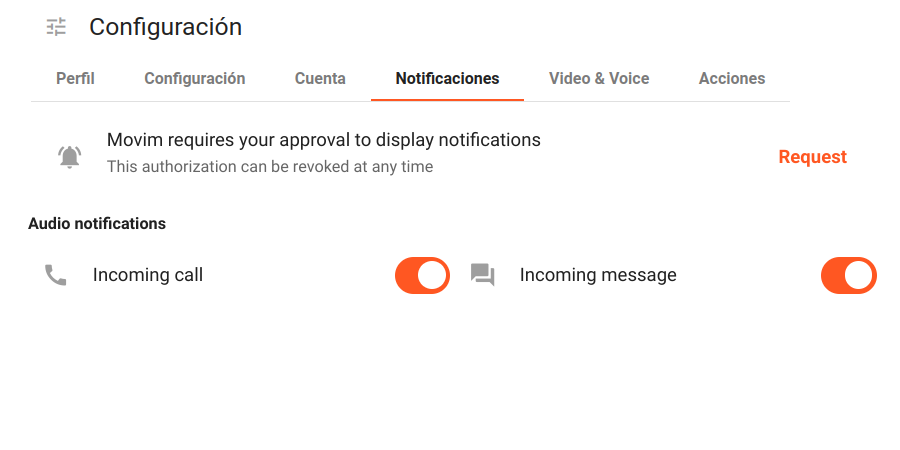 Configuración
Perfil Configuración Cuenta Notificaciones Video & Voice Acciones
Movim requires your approval to display notifications
This authorization can be revoked at any time
Request
Audio notifications
Incoming call Incoming message